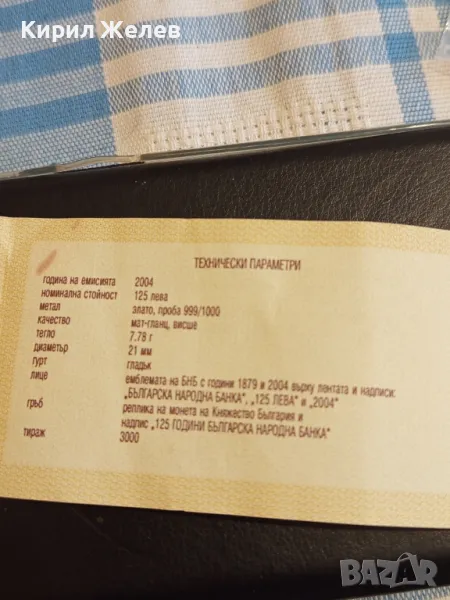 Кирил Желев
ТЕХНИЧЕСКИ ПАРАМЕТРИ
година на емисията 2004
номинална стойност 125 лева
метал злато, проба 999/1000
качество мат-гланц, висше
тегло 7.78 г
диаметър 21 мм
гурт гладък
лице емблемата на БНБ с години 1879 и 2004 върху лентата и надписи:
„БЪЛГАРСКА НАРОДНА БАНКА", „125 ЛЕВА" и „2004"
гръб реплика на монета на Княжество България и
надпис „125 ГОДИНИ БЪЛГАРСКА НАРОДНА БАНКА"
тираж 3000
BAZAR